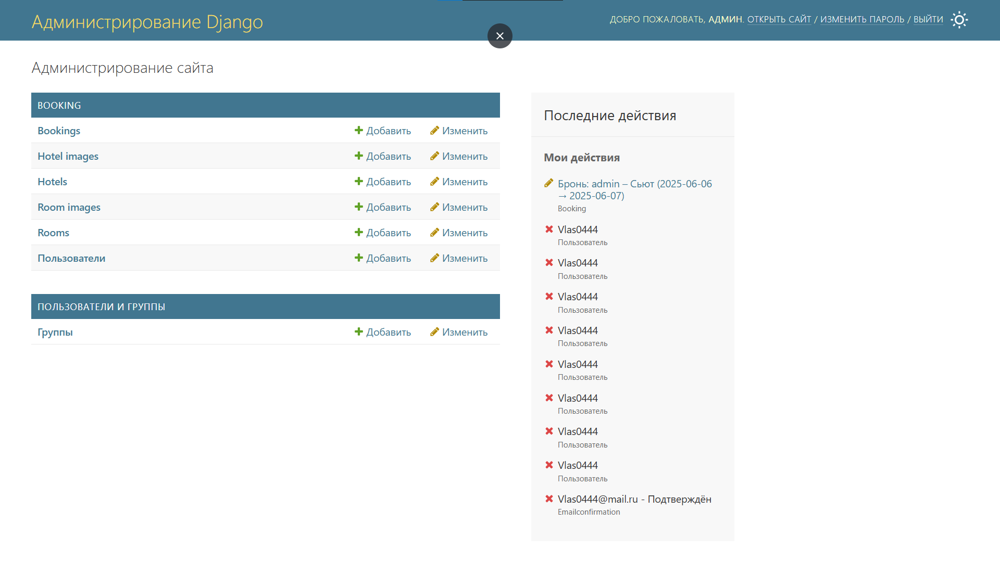 Администрирование Django
ДОБРО ПОЖАЛОВАТЬ, АДМИН. ОТКРЫТЬ САЙТ / ИЗМЕНИТЬ ПАРОЛЬ / ВЫЙТИ
Администрирование сайта
BOOKING
Bookings Добавить Изменить
Hotel images Добавить Изменить
Hotels Добавить Изменить
Room images Добавить Изменить
Rooms Добавить Изменить
Пользователи Добавить Изменить
ПОЛЬЗОВАТЕЛИ И ГРУППЫ
Группы Добавить Изменить
Последние действия
Мои действия
Бронь: admin – Сьют (2025-06-06
→ 2025-06-07)
Booking
Vlas0444
Пользователь
Vlas0444
Пользователь
Vlas0444
Пользователь
Vlas0444
Пользователь
Vlas0444
Пользователь
Vlas0444
Пользователь
Vlas0444
Пользователь
Vlas0444
Пользователь
Vlas0444@mail.ru - Подтверждён
Emailconfirmation